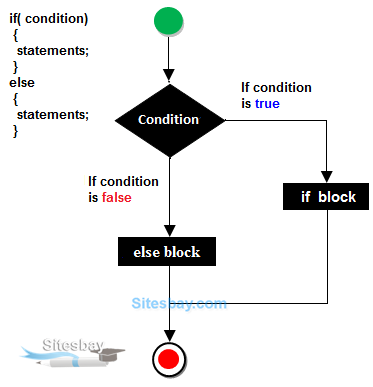 if( condition)
{
statements;
}
else
{
statements;
}
Condition
If condition
is true
If condition
is false
if block
else block
Sitesbay.com
Sitesbay